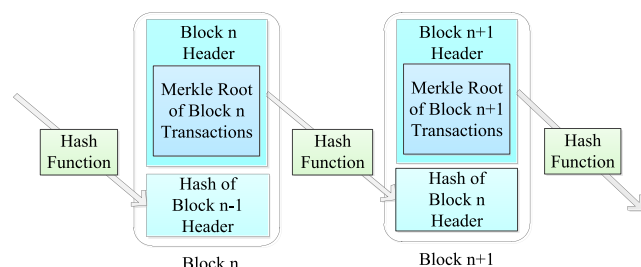 Block n
Header
Merkle Root
of Block n
Transactions
Hash of
Block n-1
Header
Block n
Hash
Function
Hash
Function
Block n+1
Header
Merkle Root
of Block n+1
Transactions
Hash of
Block n
Header
Block n+1
Hash
Function